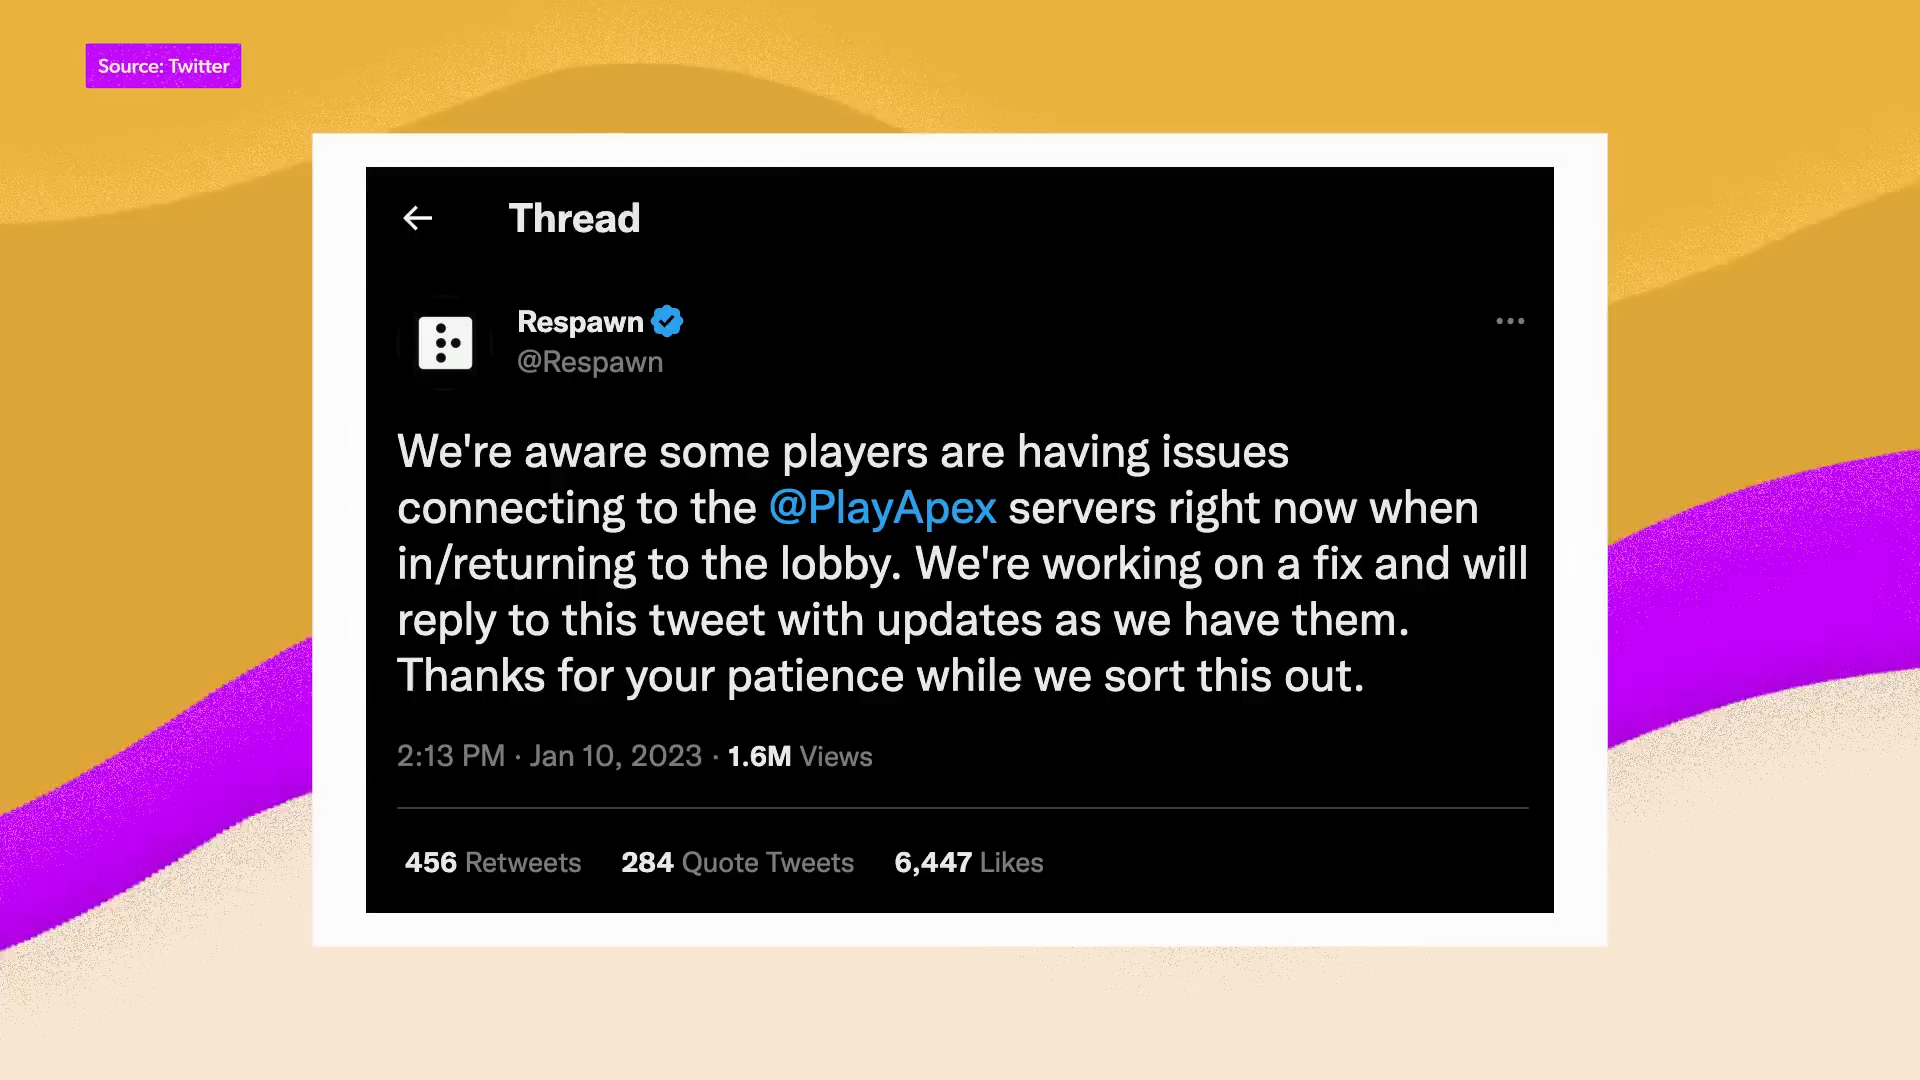 Source: Twitter
Thread
Respawn
@Respawn
We're aware some players are having issues
connecting to the @PlayApex servers right now when
in/returning to the lobby. We're working on a fix and will
reply to this tweet with updates as we have them.
Thanks for your patience while we sort this out.
2:13 PM · Jan 10, 2023 · 1.6M Views
456 Retweets 284 Quote Tweets 6,447 Likes